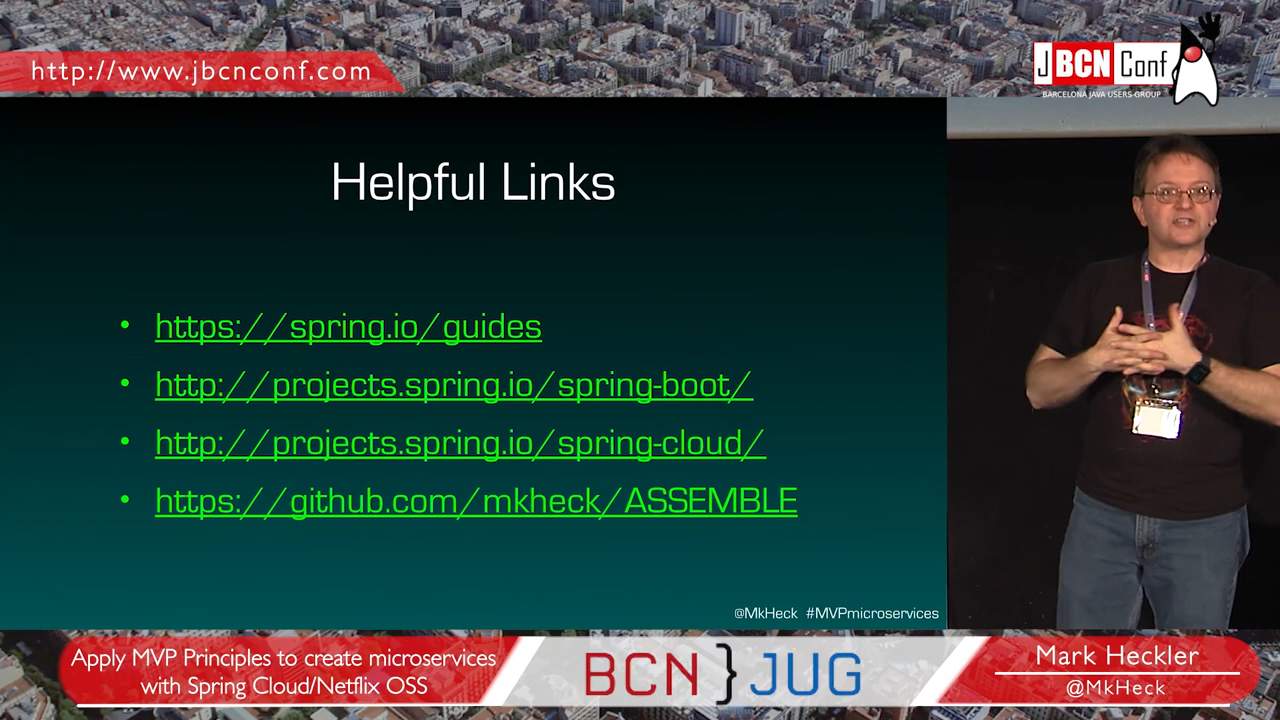 http://www.jbcnconf.com
JBCNConf
BARCELONA JAVA USERS GROUP
Helpful Links
• https://spring.io/guides
• http://projects.spring.io/spring-boot/
• http://projects.spring.io/spring-cloud/
• https://github.com/mkheck/ASSEMBLE
@MkHeck #MVPmicroservices
Apply MVP Principles to create microservices
with Spring Cloud/Netflix OSS
BCN}JUG
Mark Heckler
@MkHeck